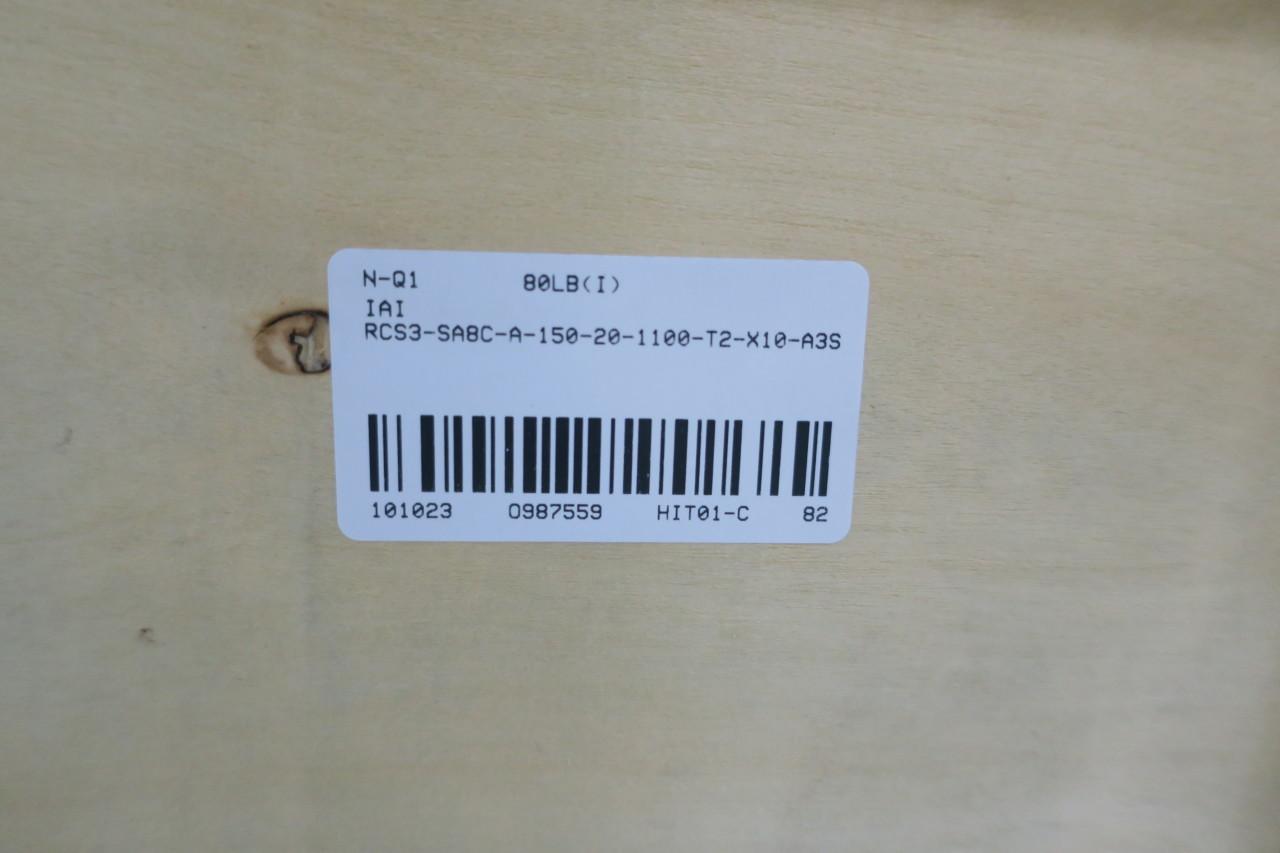 N-Q1 80LB(I)
IAI
RCS3-SA8C-A-150-20-1100-T2-X10-A3S
101023 0987559 HIT01-C 82